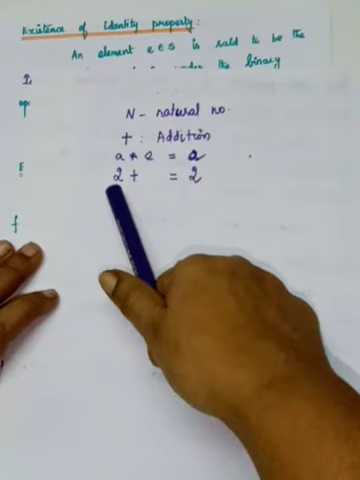 Existence of Identity property:
An element e ∈ S is said to be the
under the binary
N - natural no.
+ : Addition
a * e = a
2 + = 2